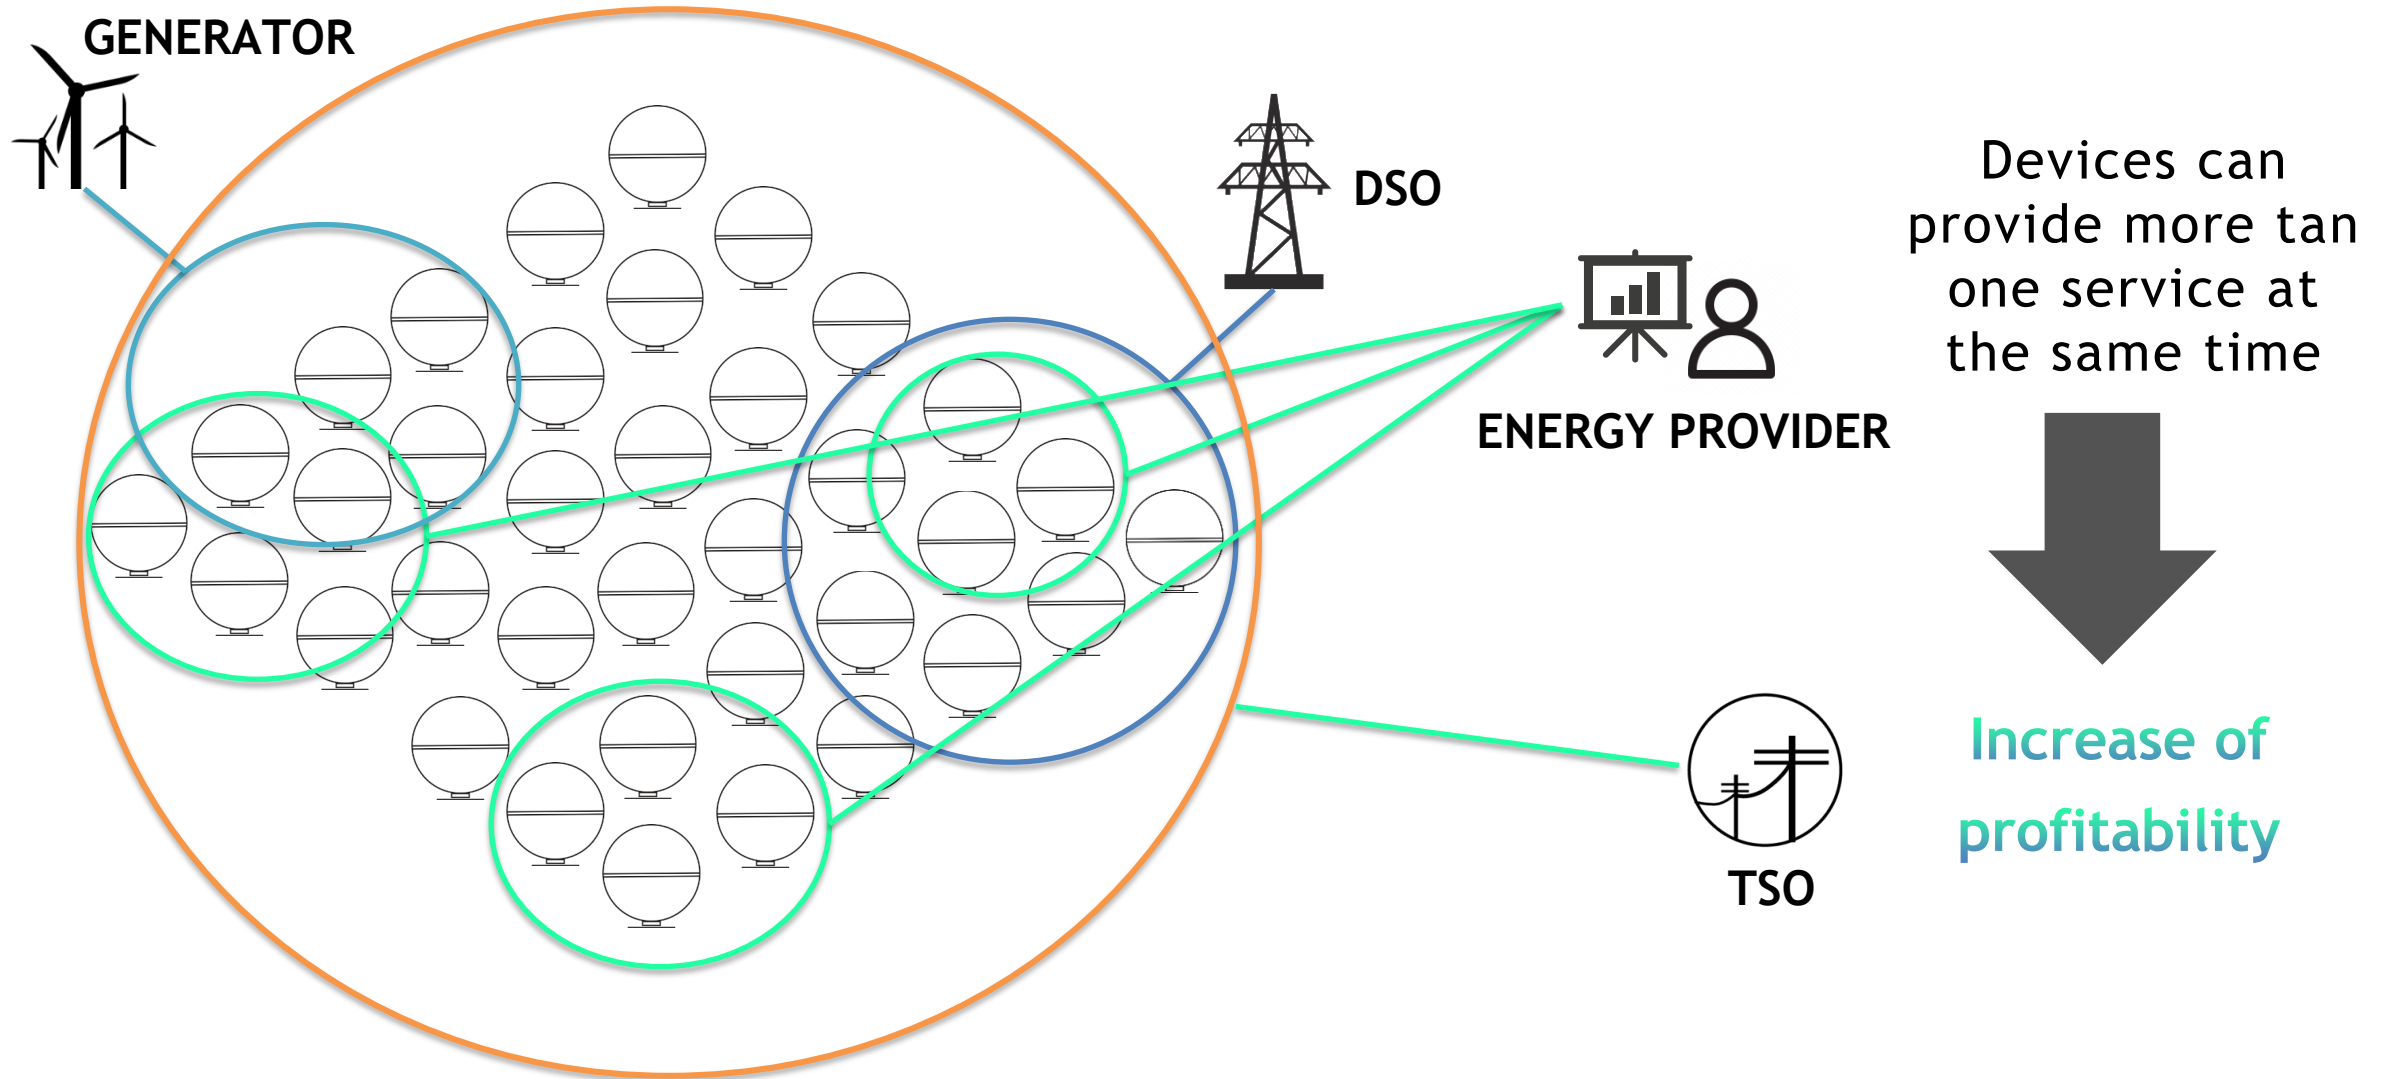 GENERATOR
DSO
ENERGY PROVIDER
TSO
Devices can
provide more tan
one service at
the same time
Increase of
profitability